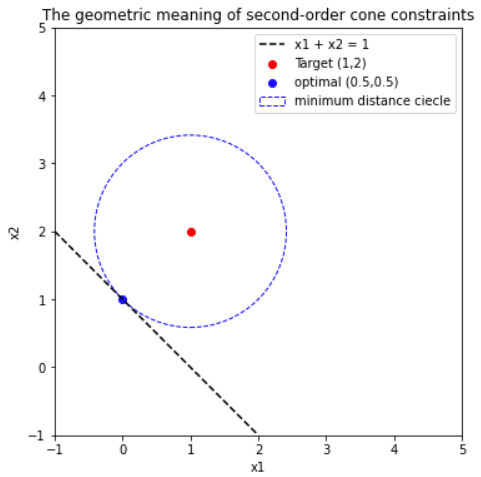 The geometric meaning of second-order cone constraints
x1 + x2 = 1
Target (1,2)
optimal (0.5,0.5)
minimum distance ciecle
5
4
3
2
1
0
−1
x2
−1 0 1 2 3 4 5
x1